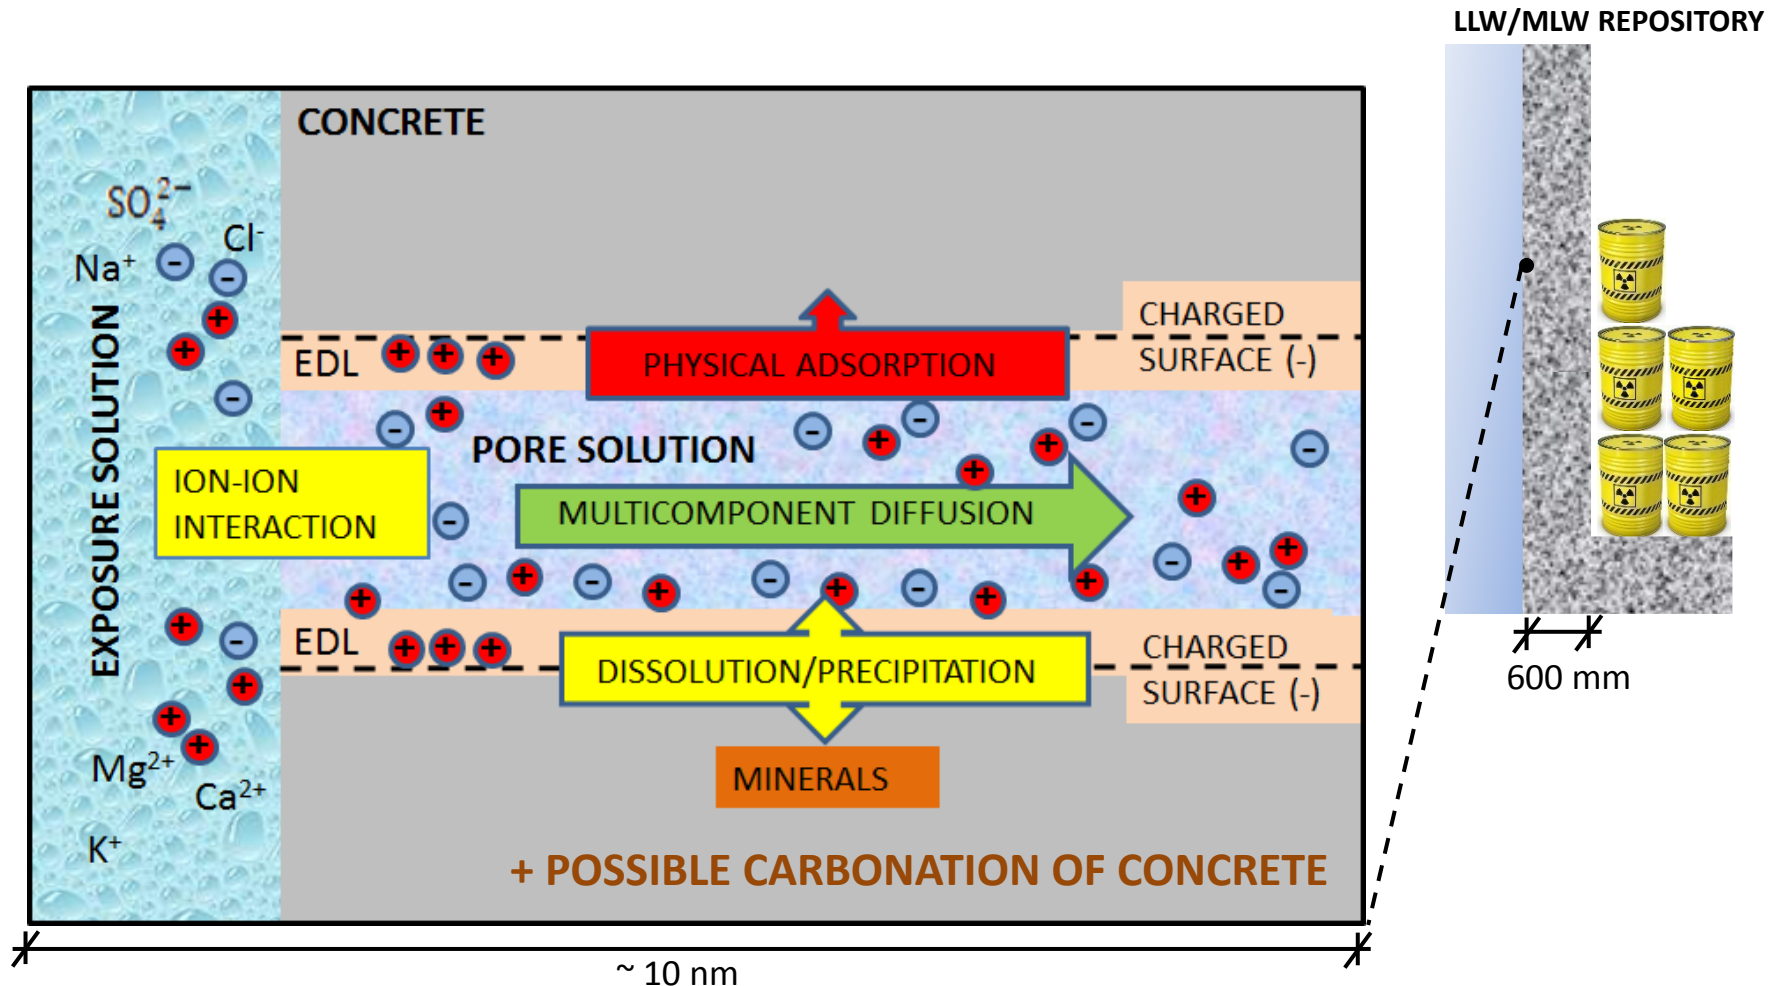 LLW/MLW REPOSITORY
CONCRETE
SO₄²⁻
Cl⁻
Na⁺
EXPOSURE SOLUTION
CHARGED
SURFACE (-)
EDL
PHYSICAL ADSORPTION
PORE SOLUTION
ION-ION
INTERACTION
MULTICOMPONENT DIFFUSION
EDL
CHARGED
SURFACE (-)
DISSOLUTION/PRECIPITATION
600 mm
Mg²⁺
Ca²⁺
MINERALS
K⁺
+ POSSIBLE CARBONATION OF CONCRETE
~ 10 nm